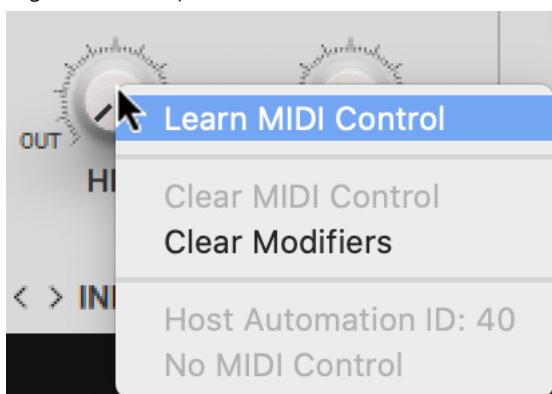 Learn MIDI Control
OUT
Clear MIDI Control
Clear Modifiers
Host Automation ID: 40
No MIDI Control